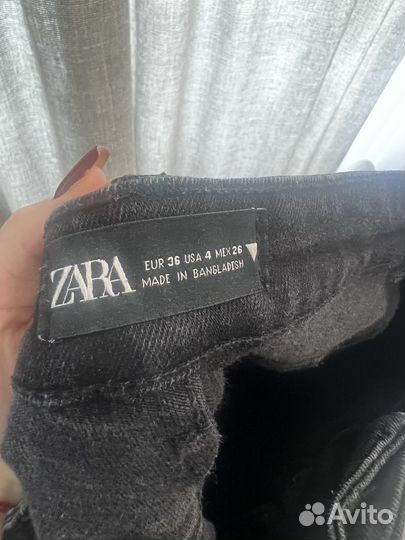 ZARA
EUR 36 USA 4 MEX 26
MADE IN BANGLADESH
Avito